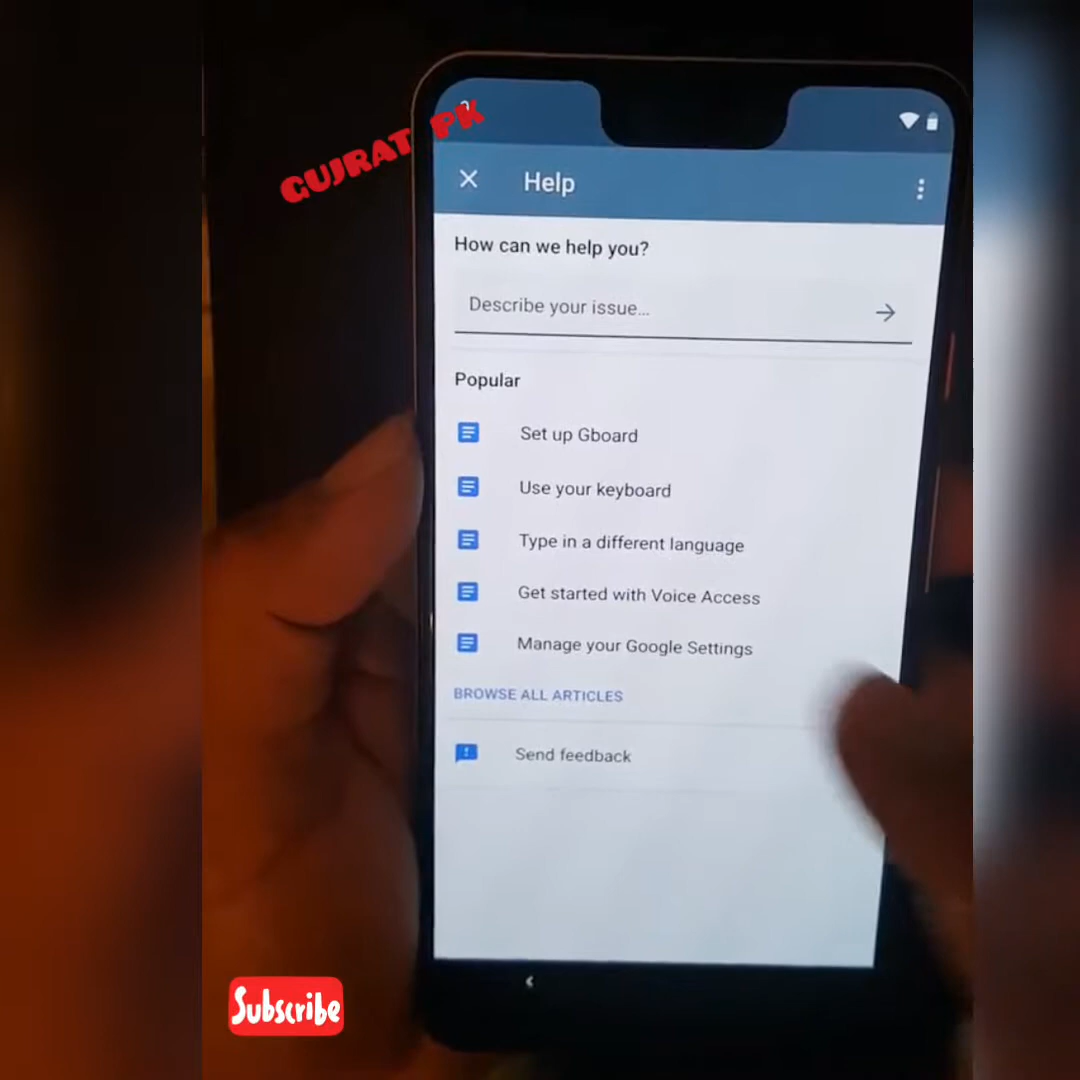 GUJRAT PK
Help
How can we help you?
Describe your issue...
Popular
Set up Gboard
Use your keyboard
Type in a different language
Get started with Voice Access
Manage your Google Settings
BROWSE ALL ARTICLES
Send feedback
Subscribe